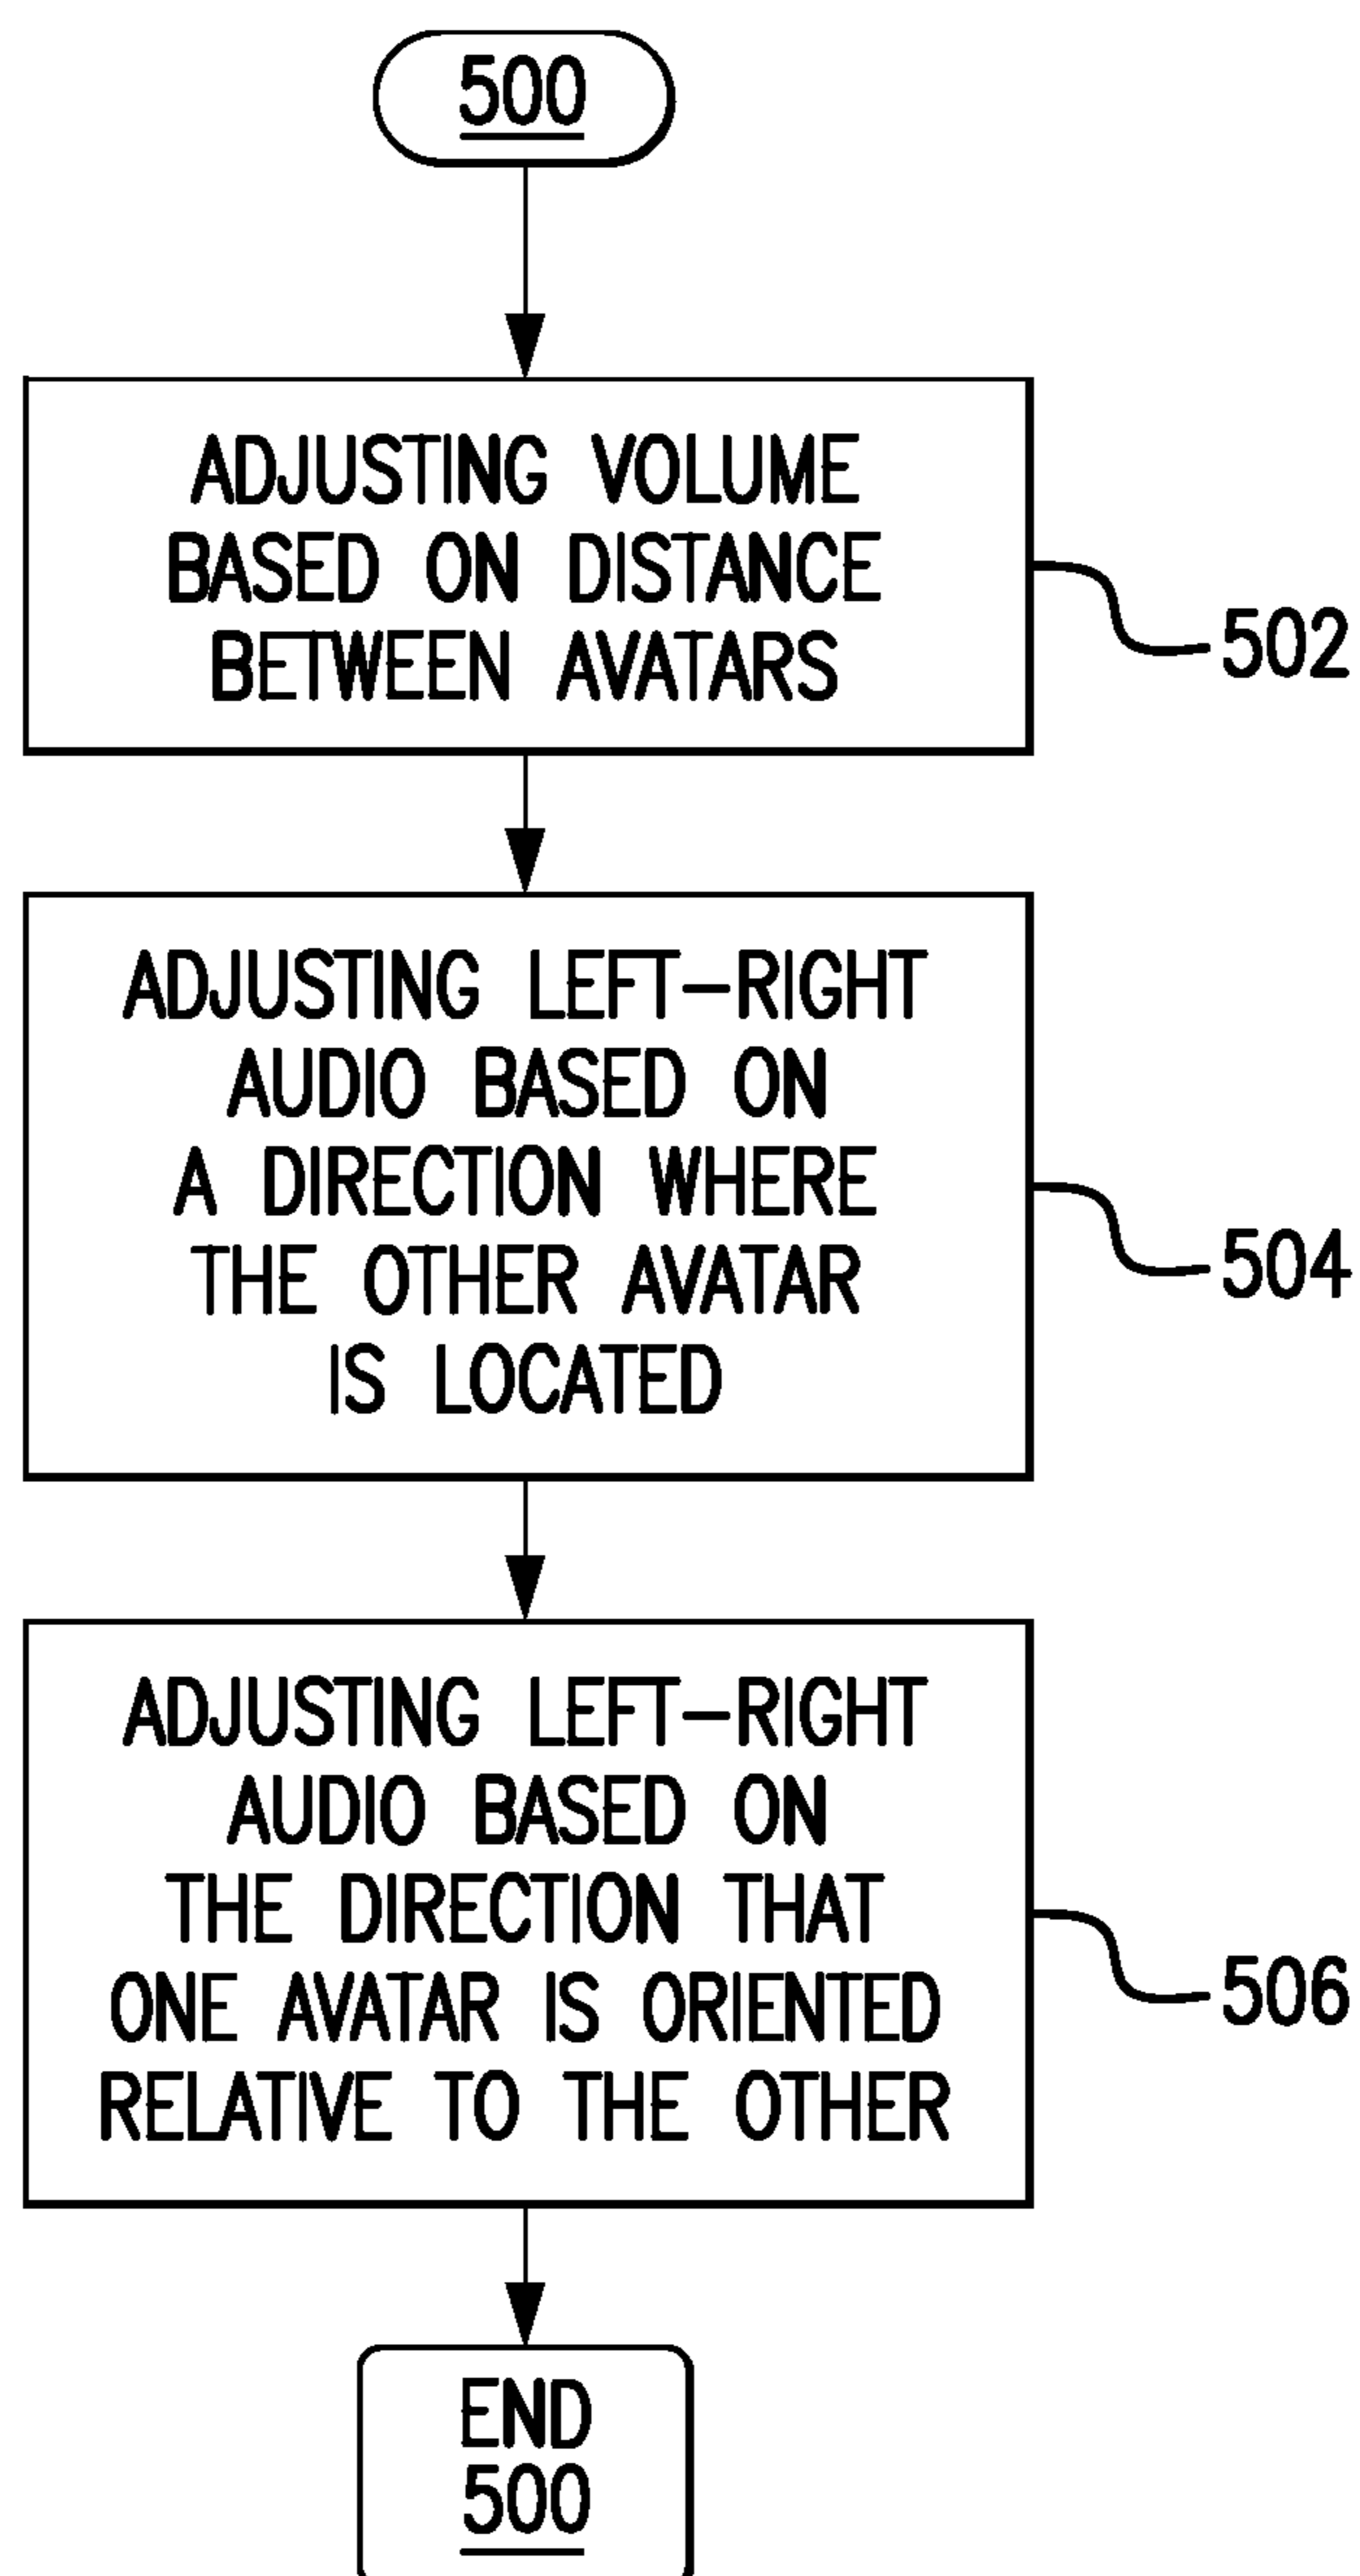 500
ADJUSTING VOLUME
BASED ON DISTANCE
BETWEEN AVATARS
502
ADJUSTING LEFT-RIGHT
AUDIO BASED ON
A DIRECTION WHERE
THE OTHER AVATAR
IS LOCATED
504
ADJUSTING LEFT-RIGHT
AUDIO BASED ON
THE DIRECTION THAT
ONE AVATAR IS ORIENTED
RELATIVE TO THE OTHER
506
END
500